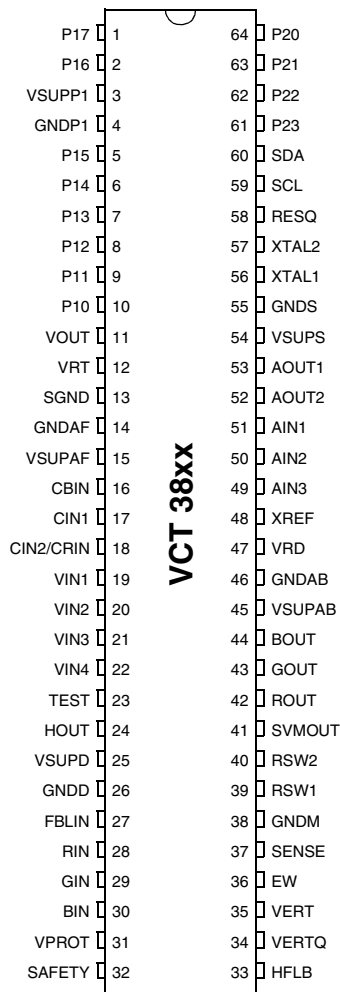 P17 1 64 P20
P16 2 63 P21
VSUPP1 3 62 P22
GNDP1 4 61 P23
P15 5 60 SDA
P14 6 59 SCL
P13 7 58 RESQ
P12 8 57 XTAL2
P11 9 56 XTAL1
P10 10 55 GNDS
VOUT 11 54 VSUPS
VRT 12 53 AOUT1
SGND 13 52 AOUT2
GNDAF 14 51 AIN1
VSUPAF 15 50 AIN2
CBIN 16 49 AIN3
CIN1 17 48 XREF
CIN2/CRIN 18 47 VRD
VIN1 19 46 GNDAB
VIN2 20 45 VSUPAB
VIN3 21 44 BOUT
VIN4 22 43 GOUT
TEST 23 42 ROUT
HOUT 24 41 SVMOUT
VSUPD 25 40 RSW2
GNDD 26 39 RSW1
FBLIN 27 38 GNDM
RIN 28 37 SENSE
GIN 29 36 EW
BIN 30 35 VERT
VPROT 31 34 VERTQ
SAFETY 32 33 HFLB
VCT 38xx